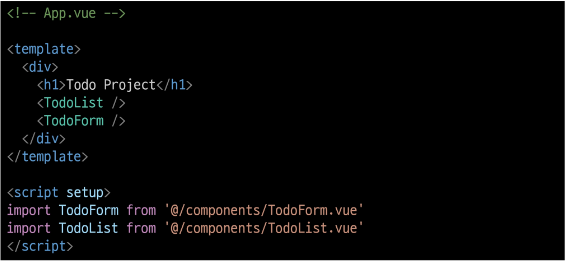 <!-- App.vue -->
<template>
<div>
<h1>Todo Project</h1>
<TodoList />
<TodoForm />
</div>
</template>
<script setup>
import TodoForm from '@/components/TodoForm.vue'
import TodoList from '@/components/TodoList.vue'
</script>